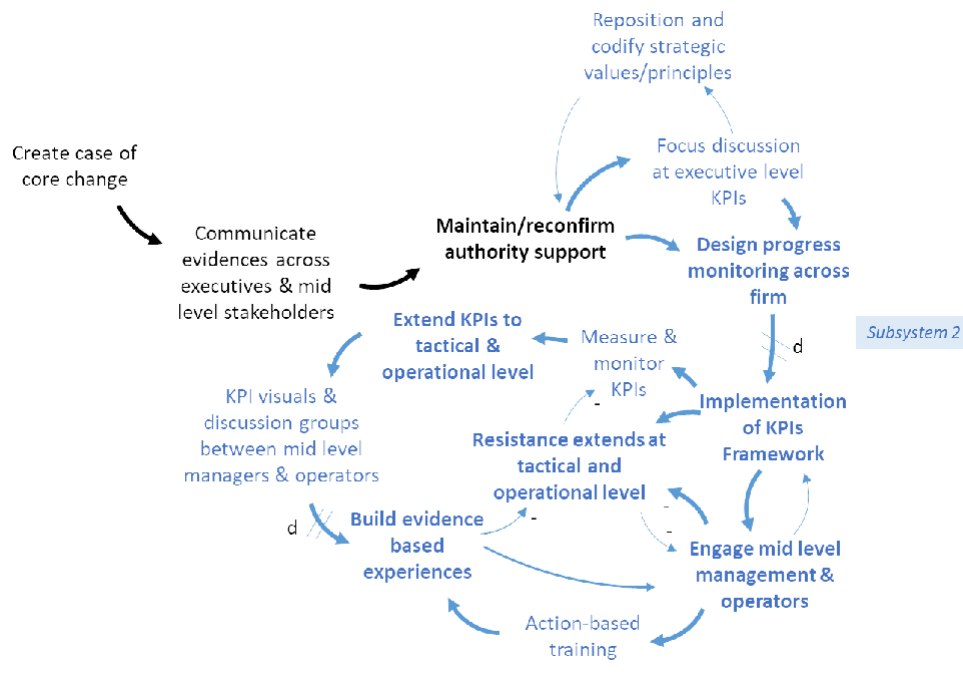 Reposition and
codify strategic
values/principles
Create case of
core change
Focus discussion
at executive level
KPIs
Communicate
evidences across
executives & mid
level stakeholders
Maintain/reconfirm
authority support
Design progress
monitoring across
firm
Subsystem 2
d
Extend KPIs to
tactical &
operational level
Measure &
monitor
KPIs
-
KPI visuals &
discussion groups
between mid level
managers & operators
Implementation
of KPIs
Framework
Resistance extends at
tactical and
operational level
-
-
d
Build evidence
based
experiences
-
Engage mid level
management &
operators
Action-based
training